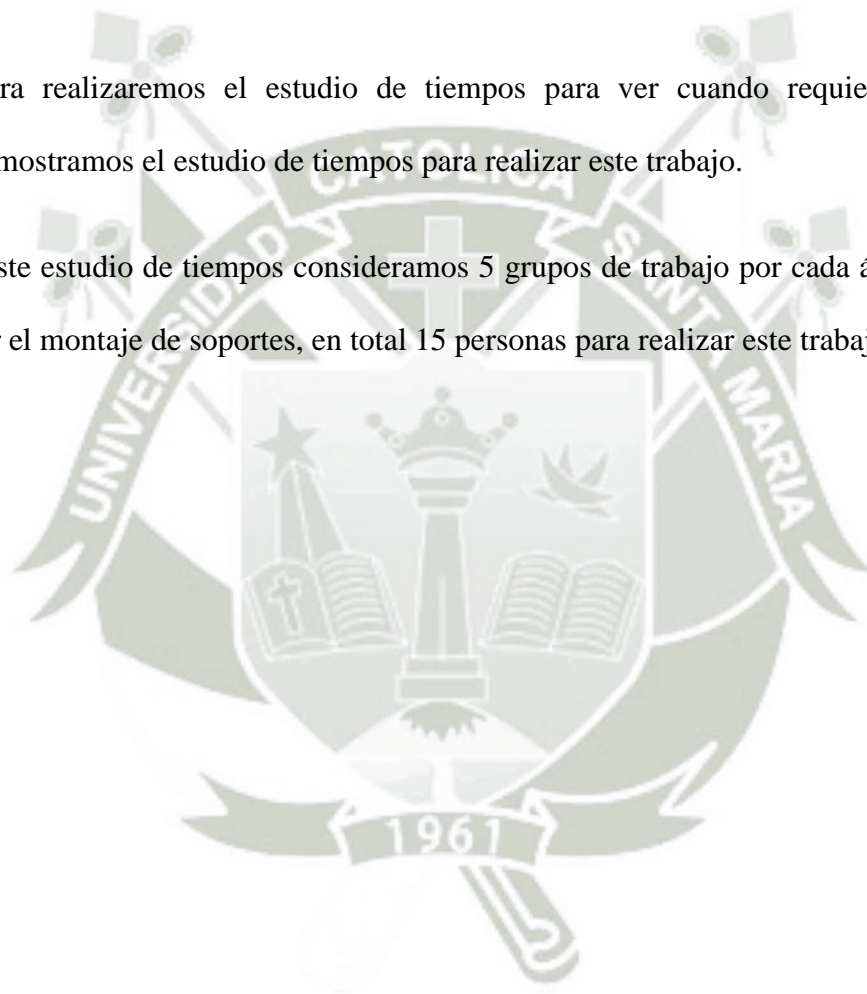 ra realizaremos el estudio de tiempos para ver cuando requie
mostramos el estudio de tiempos para realizar este trabajo.
ste estudio de tiempos consideramos 5 grupos de trabajo por cada á
r el montaje de soportes, en total 15 personas para realizar este trabaj
UNIVERSIDAD CATOLICA SANTA MARIA
1961